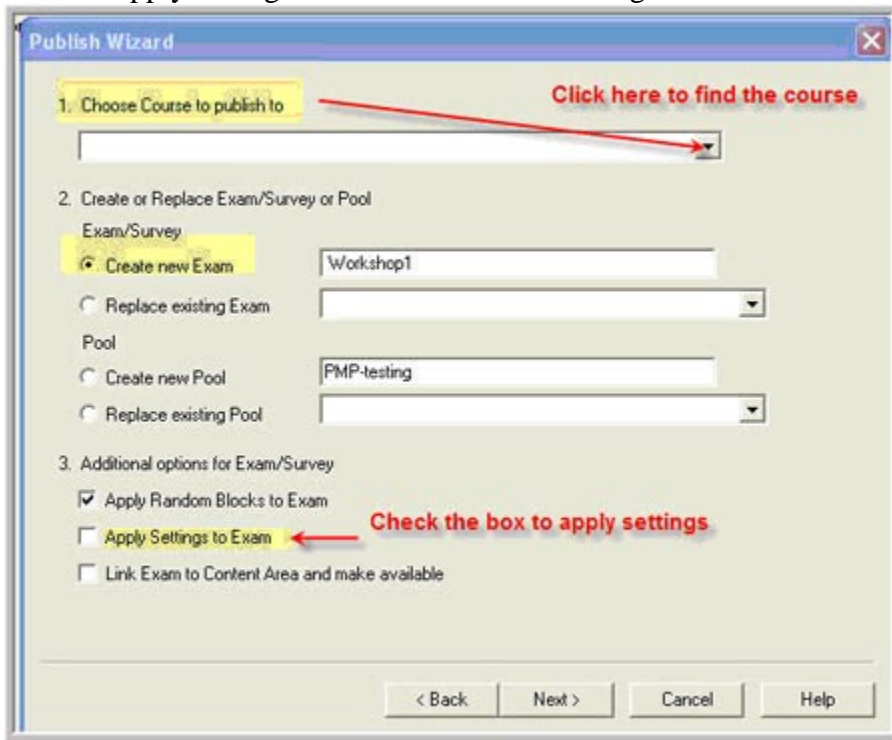 Publish Wizard
1. Choose Course to publish to
Click here to find the course
2. Create or Replace Exam/Survey or Pool
Exam/Survey
Create new Exam
Workshop1
Replace existing Exam
Pool
Create new Pool
PMP-testing
Replace existing Pool
3. Additional options for Exam/Survey
Apply Random Blocks to Exam
Apply Settings to Exam
Check the box to apply settings
Link Exam to Content Area and make available
< Back Next > Cancel Help